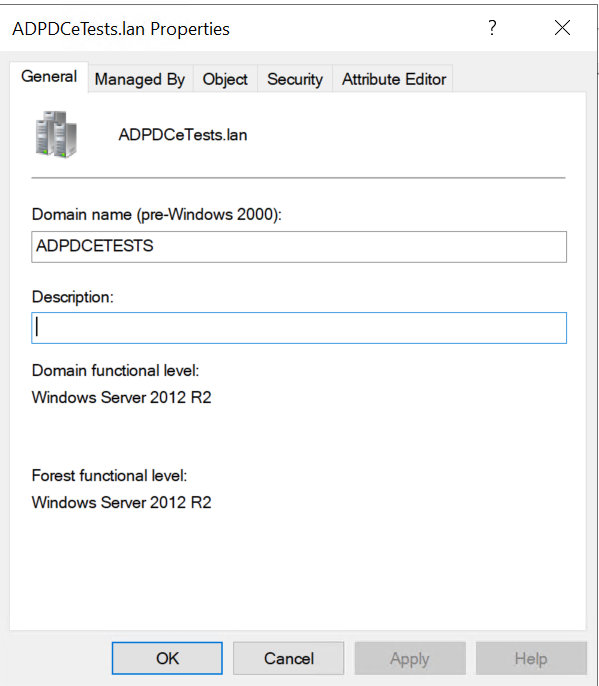 ADPDCeTests.lan Properties
?
General
Managed By
Object
Security
Attribute Editor
ADPDCeTests.lan
Domain name (pre-Windows 2000):
ADPDCETESTS
Description:
Domain functional level:
Windows Server 2012 R2
Forest functional level:
Windows Server 2012 R2
OK
Cancel
Apply
Help